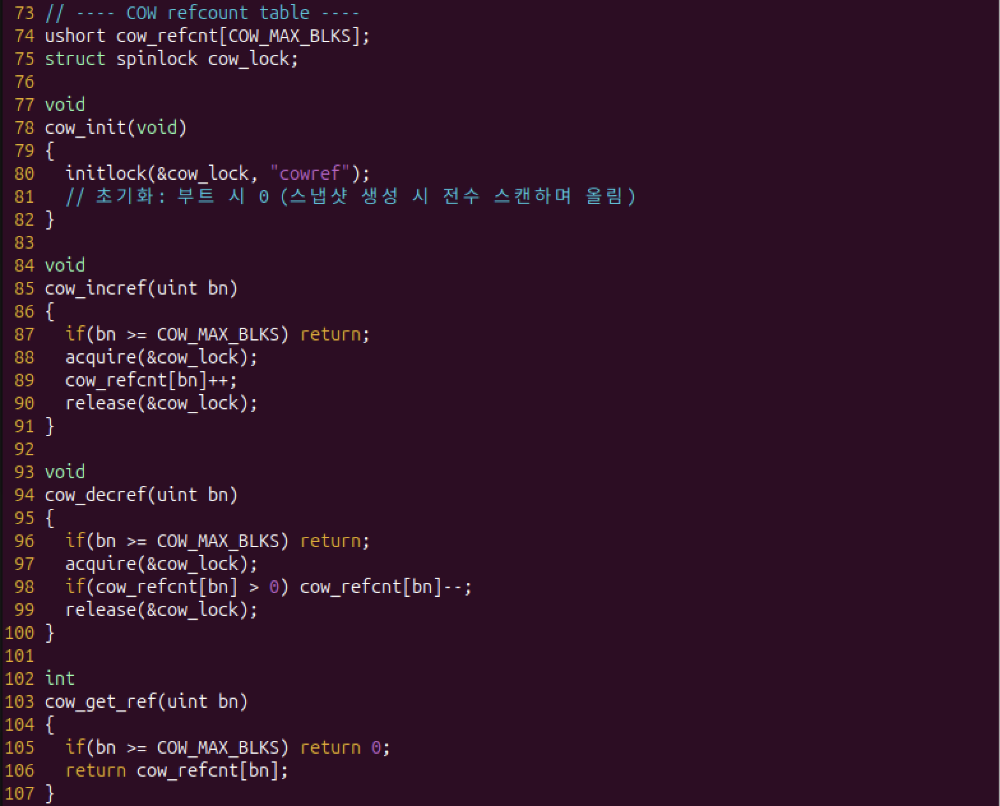 73 // ---- COW refcount table ----
74 ushort cow_refcnt[COW_MAX_BLKS];
75 struct spinlock cow_lock;
76
77 void
78 cow_init(void)
79 {
80   initlock(&cow_lock, "cowref");
81   // 초기화: 부트 시 0 (스냅샷 생성 시 전수 스캔하며 올림)
82 }
83
84 void
85 cow_incref(uint bn)
86 {
87   if(bn >= COW_MAX_BLKS) return;
88   acquire(&cow_lock);
89   cow_refcnt[bn]++;
90   release(&cow_lock);
91 }
92
93 void
94 cow_decref(uint bn)
95 {
96   if(bn >= COW_MAX_BLKS) return;
97   acquire(&cow_lock);
98   if(cow_refcnt[bn] > 0) cow_refcnt[bn]--;
99   release(&cow_lock);
100 }
101
102 int
103 cow_get_ref(uint bn)
104 {
105   if(bn >= COW_MAX_BLKS) return 0;
106   return cow_refcnt[bn];
107 }